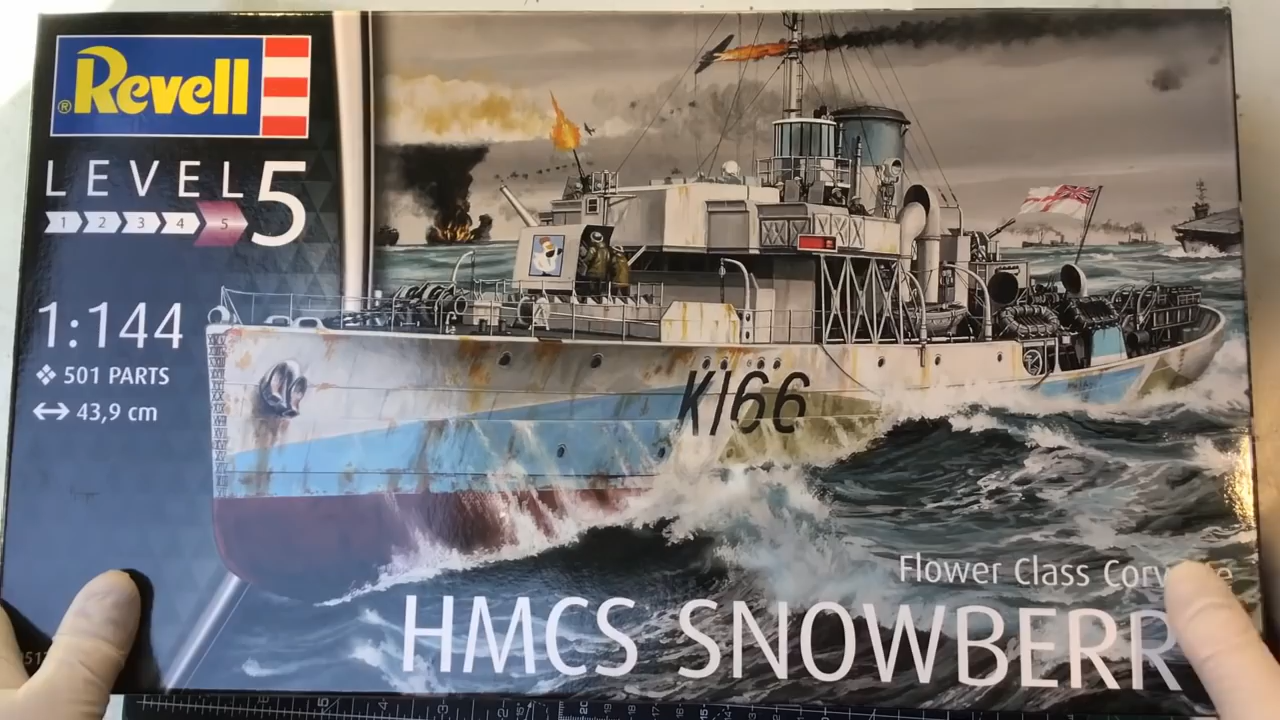 ® Revell
LEVEL 5
1 2 3 4 5
1:144
501 PARTS
43,9 cm
K166
Flower Class Corv
HMCS SNOWBERR